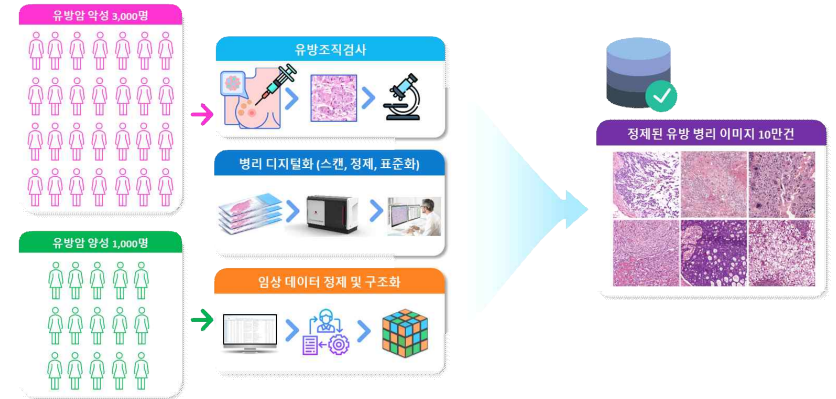 유방암 악성 3,000명
유방조직검사
병리 디지털화 (스캔, 정제, 표준화)
유방암 양성 1,000명
임상 데이터 정제 및 구조화
정제된 유방 병리 이미지 10만건